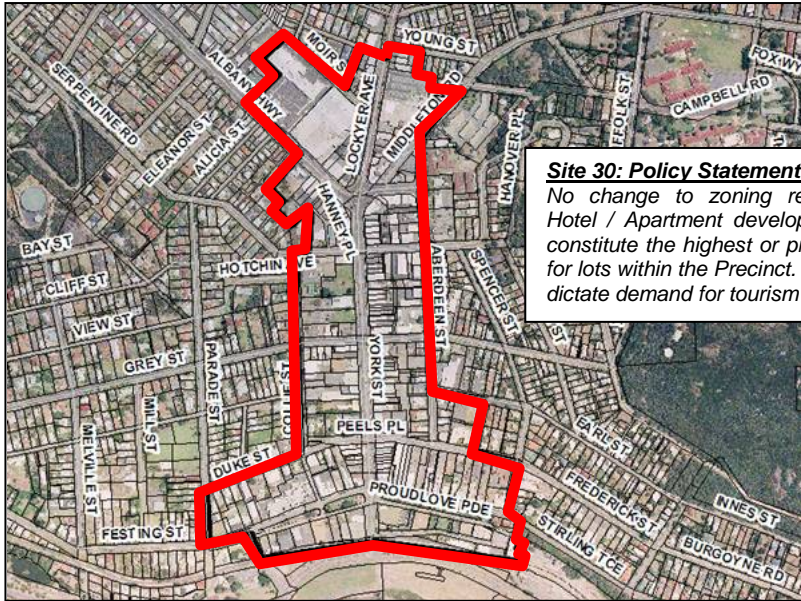 YOUNG ST
MOIR S
ALBANY HWY
LOCKYER AVE
MIDDLETON RD
FOX WY
CAMPBELL RD
FFOLK ST
SERPENTINE RD
ELEANOR ST
ALICIA ST
HANOVER PL
HANNEY PL
Site 30: Policy Statement
No change to zoning re
Hotel / Apartment develop
constitute the highest or pr
for lots within the Precinct.
dictate demand for tourism
BAY ST
HOTCHIN AVE
CLIFF ST
ABERDEEN ST
SPENCER ST
VIEW ST
GREY ST
PARADE ST
COLLIE ST
YORK ST
MILL ST
MELVILLE ST
PEELS PL
EARL ST
DUKE ST
PROUDLOVE PDE
FREDERICK ST
INNES ST
FESTING ST
STIRLING TCE
BURGOYNE RD